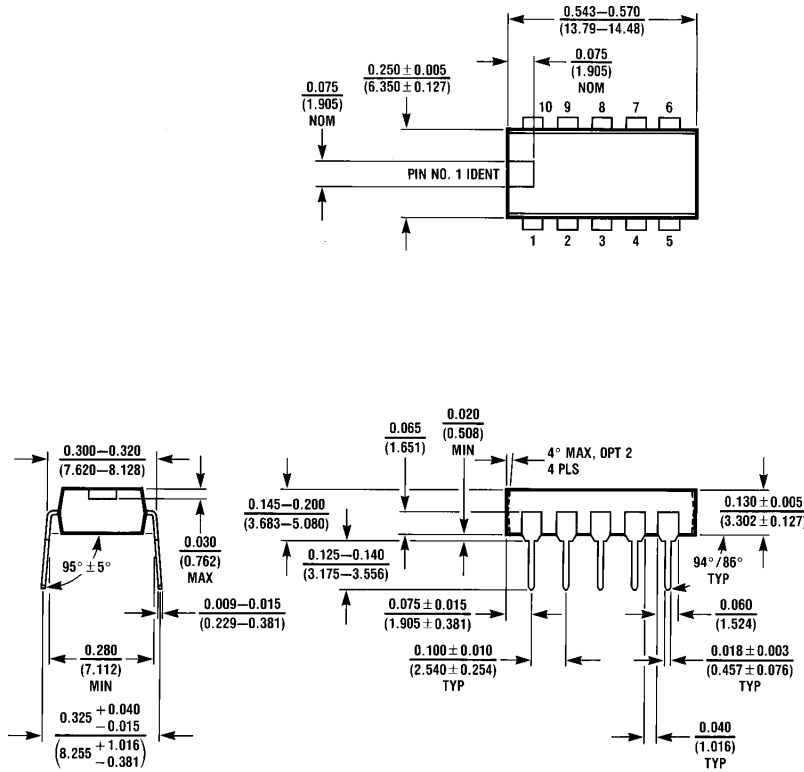 0.543–0.570
(13.79–14.48)
0.075
(1.905)
NOM
0.250 ± 0.005
(6.350 ± 0.127)
0.075
(1.905)
NOM
10 9 8 7 6
PIN NO. 1 IDENT
1 2 3 4 5
0.300–0.320
(7.620–8.128)
0.030
(0.762)
MAX
95° ± 5°
0.009–0.015
(0.229–0.381)
0.280
(7.112)
MIN
0.325 +0.040 −0.015
(8.255 +1.016 −0.381)
0.020
(0.508)
MIN
0.065
(1.651)
4° MAX, OPT 2
4 PLS
0.145–0.200
(3.683–5.080)
0.130 ± 0.005
(3.302 ± 0.127)
0.125–0.140
(3.175–3.556)
94°/86°
TYP
0.075 ± 0.015
(1.905 ± 0.381)
0.060
(1.524)
0.100 ± 0.010
(2.540 ± 0.254)
TYP
0.018 ± 0.003
(0.457 ± 0.076)
TYP
0.040
(1.016)
TYP